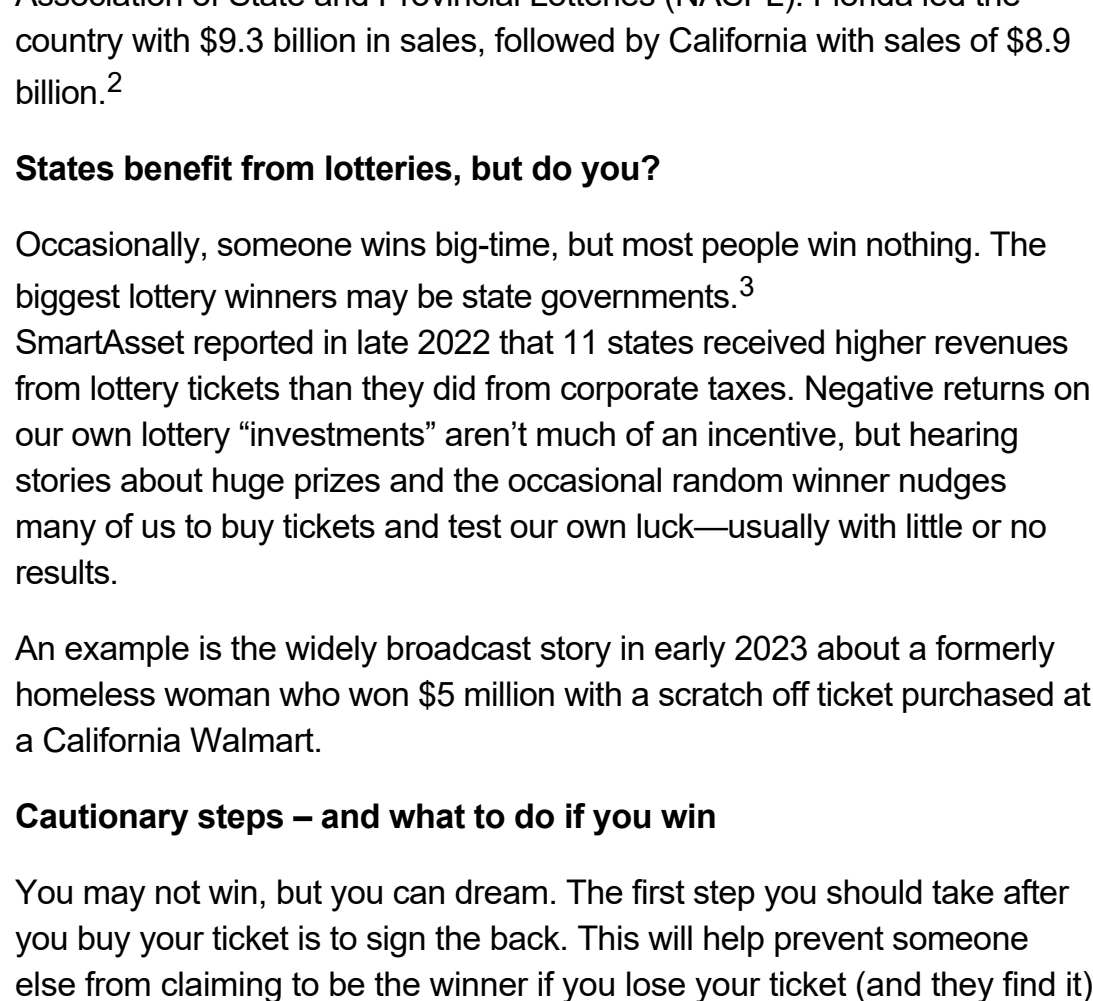 Association of State and Provincial Lotteries (NASPL). Florida led the
country with $9.3 billion in sales, followed by California with sales of $8.9
billion.2
States benefit from lotteries, but do you?
Occasionally, someone wins big-time, but most people win nothing. The
biggest lottery winners may be state governments.3
SmartAsset reported in late 2022 that 11 states received higher revenues
from lottery tickets than they did from corporate taxes. Negative returns on
our own lottery “investments” aren’t much of an incentive, but hearing
stories about huge prizes and the occasional random winner nudges
many of us to buy tickets and test our own luck—usually with little or no
results.
An example is the widely broadcast story in early 2023 about a formerly
homeless woman who won $5 million with a scratch off ticket purchased at
a California Walmart.
Cautionary steps – and what to do if you win
You may not win, but you can dream. The first step you should take after
you buy your ticket is to sign the back. This will help prevent someone
else from claiming to be the winner if you lose your ticket (and they find it)